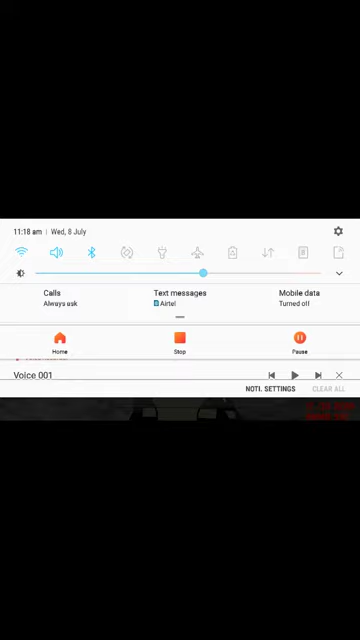 11:18 am | Wed, 8 July
Calls
Always ask
Text messages
Airtel
Mobile data
Turned off
Home
Stop
Pause
Voice 001
NOTI. SETTINGS
CLEAR ALL